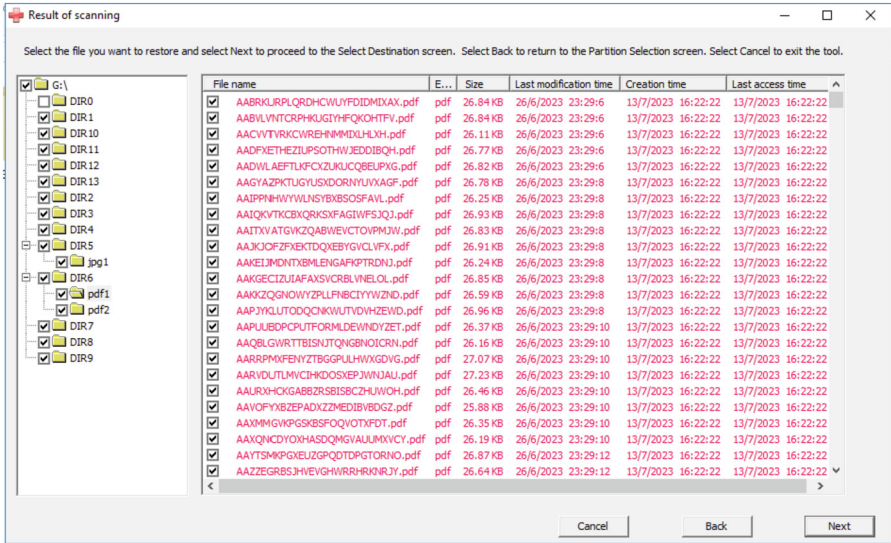 Result of scanning
Select the file you want to restore and select Next to proceed to the Select Destination screen. Select Back to return to the Partition Selection screen. Select Cancel to exit the tool.
G:\
DIR0
DIR1
DIR10
DIR11
DIR12
DIR13
DIR2
DIR3
DIR4
DIR5
jpg1
DIR6
pdf1
pdf2
DIR7
DIR8
DIR9
File name E... Size Last modification time Creation time Last access time
AABRKURPLQRDHCWUYFDIDMIXAX.pdf pdf 26.84 KB 26/6/2023 23:29:6 13/7/2023 16:22:22 13/7/2023 16:22:22
AABVLVNTCRPHKUGIYHFQKOHTFV.pdf pdf 26.84 KB 26/6/2023 23:29:6 13/7/2023 16:22:22 13/7/2023 16:22:22
AACVVTVRKCWREHNMMIXLHLXH.pdf pdf 26.11 KB 26/6/2023 23:29:6 13/7/2023 16:22:22 13/7/2023 16:22:22
AADFXETHEZIUPSOTHWJEDDIBQH.pdf pdf 26.77 KB 26/6/2023 23:29:6 13/7/2023 16:22:22 13/7/2023 16:22:22
AADWLAEFTLKFCXZUKUCQBEUPXG.pdf pdf 26.82 KB 26/6/2023 23:29:6 13/7/2023 16:22:22 13/7/2023 16:22:22
AAGYAZPKTUGYUSXDORNYUVXAGF.pdf pdf 26.78 KB 26/6/2023 23:29:8 13/7/2023 16:22:22 13/7/2023 16:22:22
AAIPPNHWYWLNSYBXBSOSFAVL.pdf pdf 26.25 KB 26/6/2023 23:29:8 13/7/2023 16:22:22 13/7/2023 16:22:22
AAIQKVTKCBXQRKSXFAGIWFSJQJ.pdf pdf 26.93 KB 26/6/2023 23:29:8 13/7/2023 16:22:22 13/7/2023 16:22:22
AAITXVATGVKZQABWEVCTOVPMJW.pdf pdf 26.83 KB 26/6/2023 23:29:8 13/7/2023 16:22:22 13/7/2023 16:22:22
AAJKJOFZFXEKTDQXEBYGVCLVFX.pdf pdf 26.91 KB 26/6/2023 23:29:8 13/7/2023 16:22:22 13/7/2023 16:22:22
AAKEIJMDNTXBMLENGAFKPTRDNJ.pdf pdf 26.24 KB 26/6/2023 23:29:8 13/7/2023 16:22:22 13/7/2023 16:22:22
AAKGECIZUIAFAXSVCRBLVNELOL.pdf pdf 26.85 KB 26/6/2023 23:29:8 13/7/2023 16:22:22 13/7/2023 16:22:22
AAKKZQGNOWYZPLLFNBCIYYWZND.pdf pdf 26.59 KB 26/6/2023 23:29:8 13/7/2023 16:22:22 13/7/2023 16:22:22
AAPJYKLUTODQCNKWUTVDVHZEWD.pdf pdf 26.96 KB 26/6/2023 23:29:8 13/7/2023 16:22:22 13/7/2023 16:22:22
AAPUUBDPCPUTFORMLDEWNDYZET.pdf pdf 26.37 KB 26/6/2023 23:29:10 13/7/2023 16:22:22 13/7/2023 16:22:22
AAQBLGWRTTBISNJTQNGBNOICRN.pdf pdf 26.16 KB 26/6/2023 23:29:10 13/7/2023 16:22:22 13/7/2023 16:22:22
AARRPMXFENYZTBGGPULHWXGDVG.pdf pdf 27.07 KB 26/6/2023 23:29:10 13/7/2023 16:22:22 13/7/2023 16:22:22
AARVDUTLMVCIHKDOSXEPJWNJAU.pdf pdf 27.23 KB 26/6/2023 23:29:10 13/7/2023 16:22:22 13/7/2023 16:22:22
AAURXHCKGABBZRSBISBCZHUWOH.pdf pdf 26.46 KB 26/6/2023 23:29:10 13/7/2023 16:22:22 13/7/2023 16:22:22
AAVOFYXBZEPADXZZMEDIBVBDGZ.pdf pdf 25.88 KB 26/6/2023 23:29:10 13/7/2023 16:22:22 13/7/2023 16:22:22
AAXMMGVKPGSKBSFOQVOTXFDT.pdf pdf 26.35 KB 26/6/2023 23:29:10 13/7/2023 16:22:22 13/7/2023 16:22:22
AAXQNCDYOXHASDQMGVAUUMXVCY.pdf pdf 26.19 KB 26/6/2023 23:29:10 13/7/2023 16:22:22 13/7/2023 16:22:22
AAYTSMKPGXEUZGPQDTDPGTORNO.pdf pdf 26.87 KB 26/6/2023 23:29:12 13/7/2023 16:22:22 13/7/2023 16:22:22
AAZZEGRBSJHVEVGHWRRHRKNRJY.pdf pdf 26.64 KB 26/6/2023 23:29:12 13/7/2023 16:22:22 13/7/2023 16:22:22
Cancel Back Next